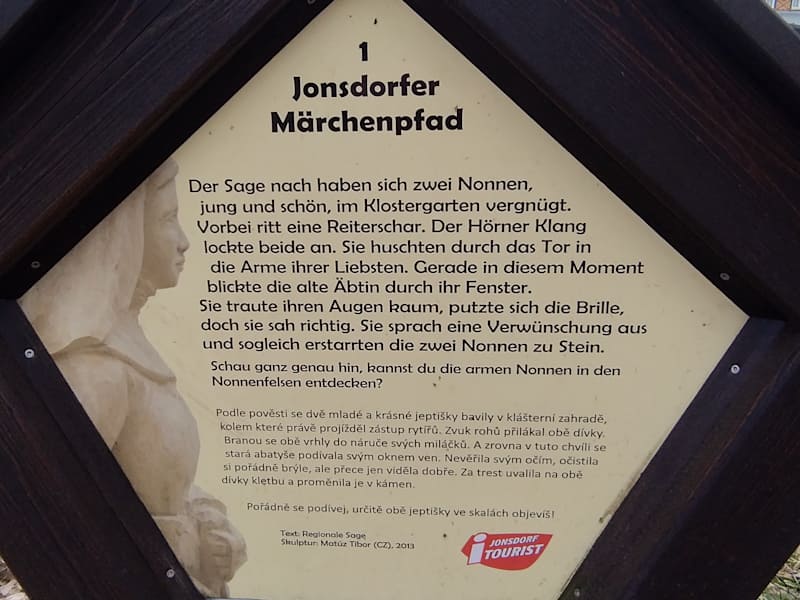 1
Jonsdorfer
Märchenpfad
Der Sage nach haben sich zwei Nonnen,
jung und schön, im Klostergarten vergnügt.
Vorbei ritt eine Reiterschar. Der Hörner Klang
lockte beide an. Sie huschten durch das Tor in
die Arme ihrer Liebsten. Gerade in diesem Moment
blickte die alte Äbtin durch ihr Fenster.
Sie traute ihren Augen kaum, putzte sich die Brille,
doch sie sah richtig. Sie sprach eine Verwünschung aus
und sogleich erstarrten die zwei Nonnen zu Stein.
Schau ganz genau hin, kannst du die armen Nonnen in den
Nonnenfelsen entdecken?
Podle pověsti se dvě mladé a krásné jeptišky bavily v klášterní zahradě,
kolem které právě projížděl zástup rytířů. Zvuk rohů přilákal obě dívky.
Branou se obě vrhly do náruče svých miláčků. A zrovna v tuto chvíli se
stará abatyše podívala svým oknem ven. Nevěřila svým očím, očistila
si pořádně brýle, ale přece jen viděla dobře. Za trest uvalila na obě
dívky kletbu a proměnila je v kámen.
Pořádně se podívej, určitě obě jeptišky ve skalách objevíš!
Text: Regionale Sage
Skulptur: Matúz Tibor (CZ), 2013
i JONSDORF
TOURIST